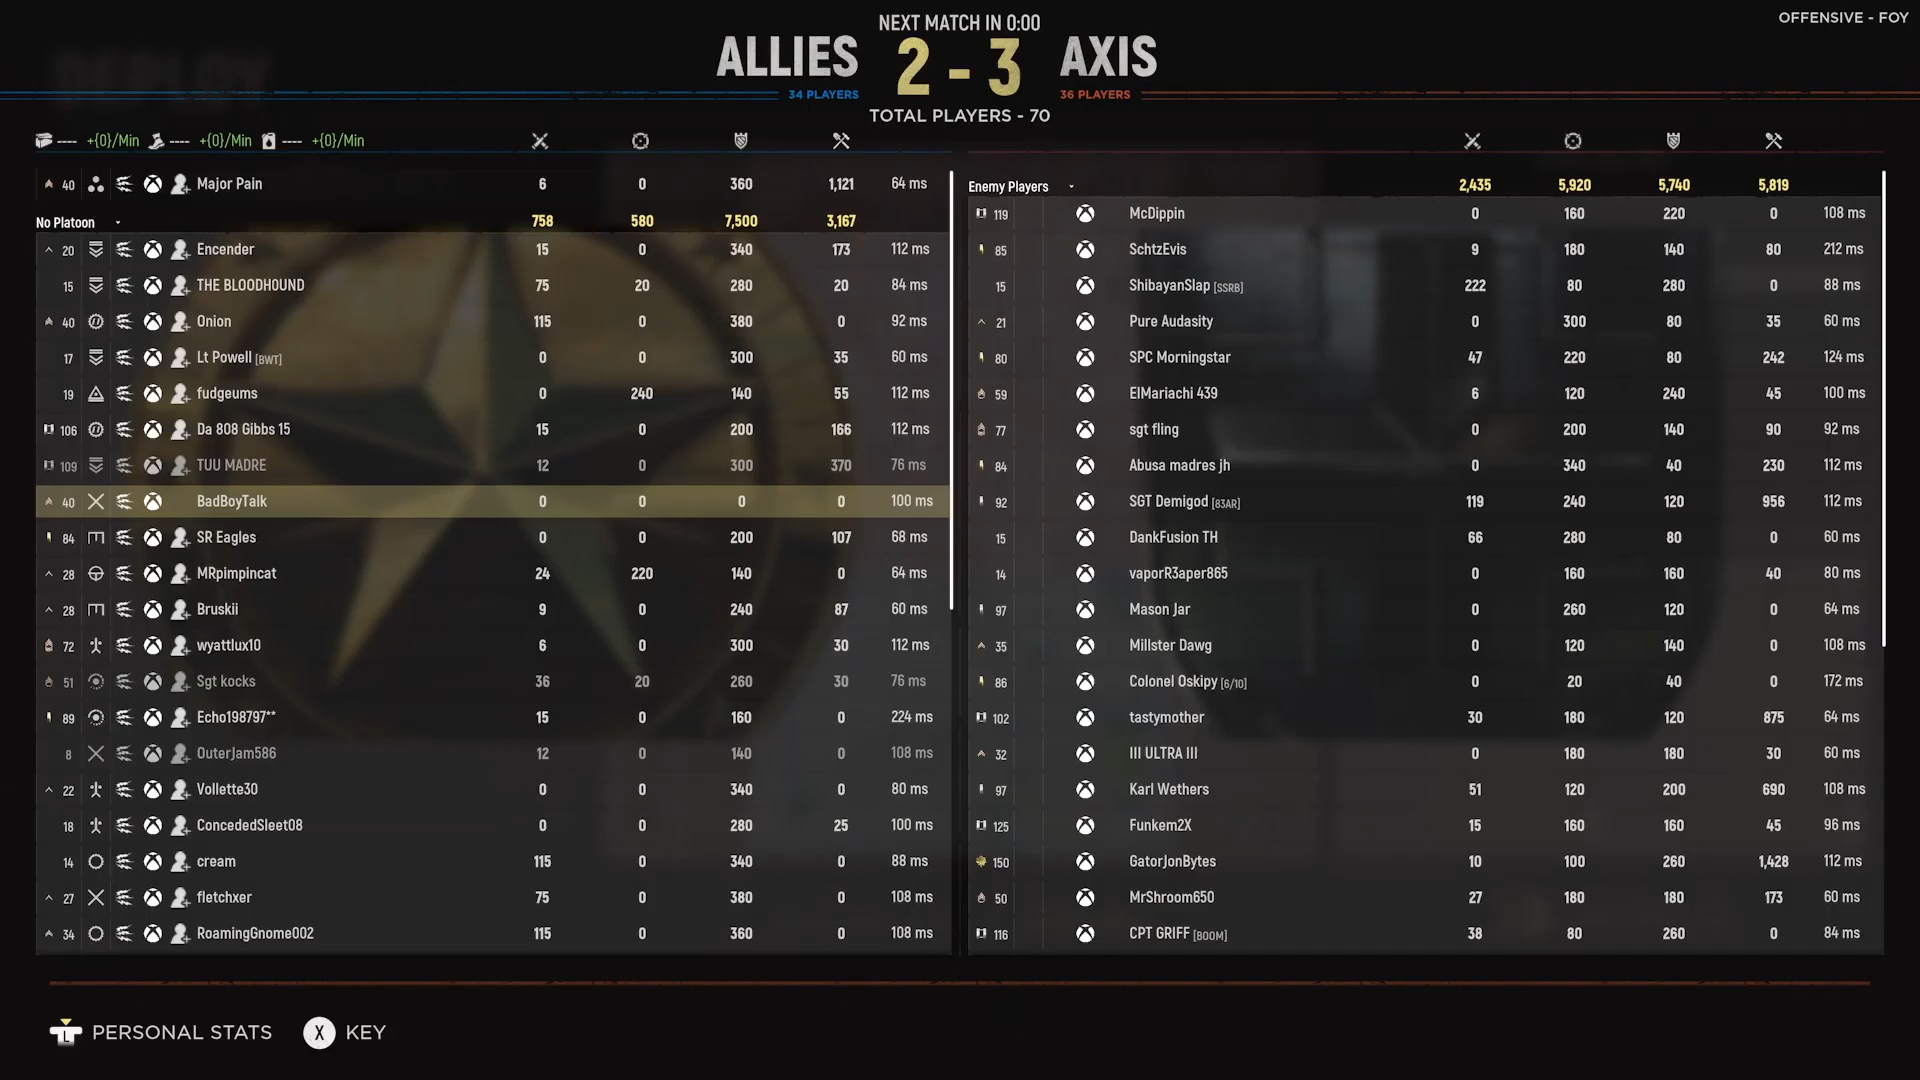 OFFENSIVE - FOY
NEXT MATCH IN 0:00
ALLIES 2 - 3 AXIS
34 PLAYERS 36 PLAYERS
TOTAL PLAYERS - 70
DEPLOY
---- +{0}/Min ---- +{0}/Min ---- +{0}/Min
40 Major Pain 6 0 360 1,121 64 ms
No Platoon 758 580 7,500 3,167
20 Encender 15 0 340 173 112 ms
15 THE BLOODHOUND 75 20 280 20 84 ms
40 Onion 115 0 380 0 92 ms
17 Lt Powell [BWT] 0 0 300 35 60 ms
19 fudgeums 0 240 140 55 112 ms
106 Da 808 Gibbs 15 15 0 200 166 112 ms
109 TUU MADRE 12 0 300 370 76 ms
40 BadBoyTalk 0 0 0 0 100 ms
84 SR Eagles 0 0 200 107 68 ms
28 MRpimpincat 24 220 140 0 64 ms
28 Bruskii 9 0 240 87 60 ms
72 wyattlux10 6 0 300 30 112 ms
51 Sgt kocks 36 20 260 30 76 ms
89 Echo198797** 15 0 160 0 224 ms
8 OuterJam586 12 0 140 0 108 ms
22 Vollette30 0 0 340 0 80 ms
18 ConcededSleet08 0 0 280 25 100 ms
14 cream 115 0 340 0 88 ms
27 fletchxer 75 0 380 0 108 ms
34 RoamingGnome002 115 0 360 0 108 ms
Enemy Players 2,435 5,920 5,740 5,819
119 McDippin 0 160 220 0 108 ms
85 SchtzEvis 9 180 140 80 212 ms
15 ShibayanSlap [SSRB] 222 80 280 0 88 ms
21 Pure Audasity 0 300 80 35 60 ms
80 SPC Morningstar 47 220 80 242 124 ms
59 ElMariachi 439 6 120 240 45 100 ms
77 sgt fling 0 200 140 90 92 ms
84 Abusa madres jh 0 340 40 230 112 ms
92 SGT Demigod [83AR] 119 240 120 956 112 ms
15 DankFusion TH 66 280 80 0 60 ms
14 vaporR3aper865 0 160 160 40 80 ms
97 Mason Jar 0 260 120 0 64 ms
35 Millster Dawg 0 120 140 0 108 ms
86 Colonel Oskipy [6/10] 0 20 40 0 172 ms
102 tastymother 30 180 120 875 64 ms
32 III ULTRA III 0 180 180 30 60 ms
97 Karl Wethers 51 120 200 690 108 ms
125 Funkem2X 15 160 160 45 96 ms
150 GatorJonBytes 10 100 260 1,428 112 ms
50 MrShroom650 27 180 180 173 60 ms
116 CPT GRIFF [BOOM] 38 80 260 0 84 ms
L PERSONAL STATS X KEY